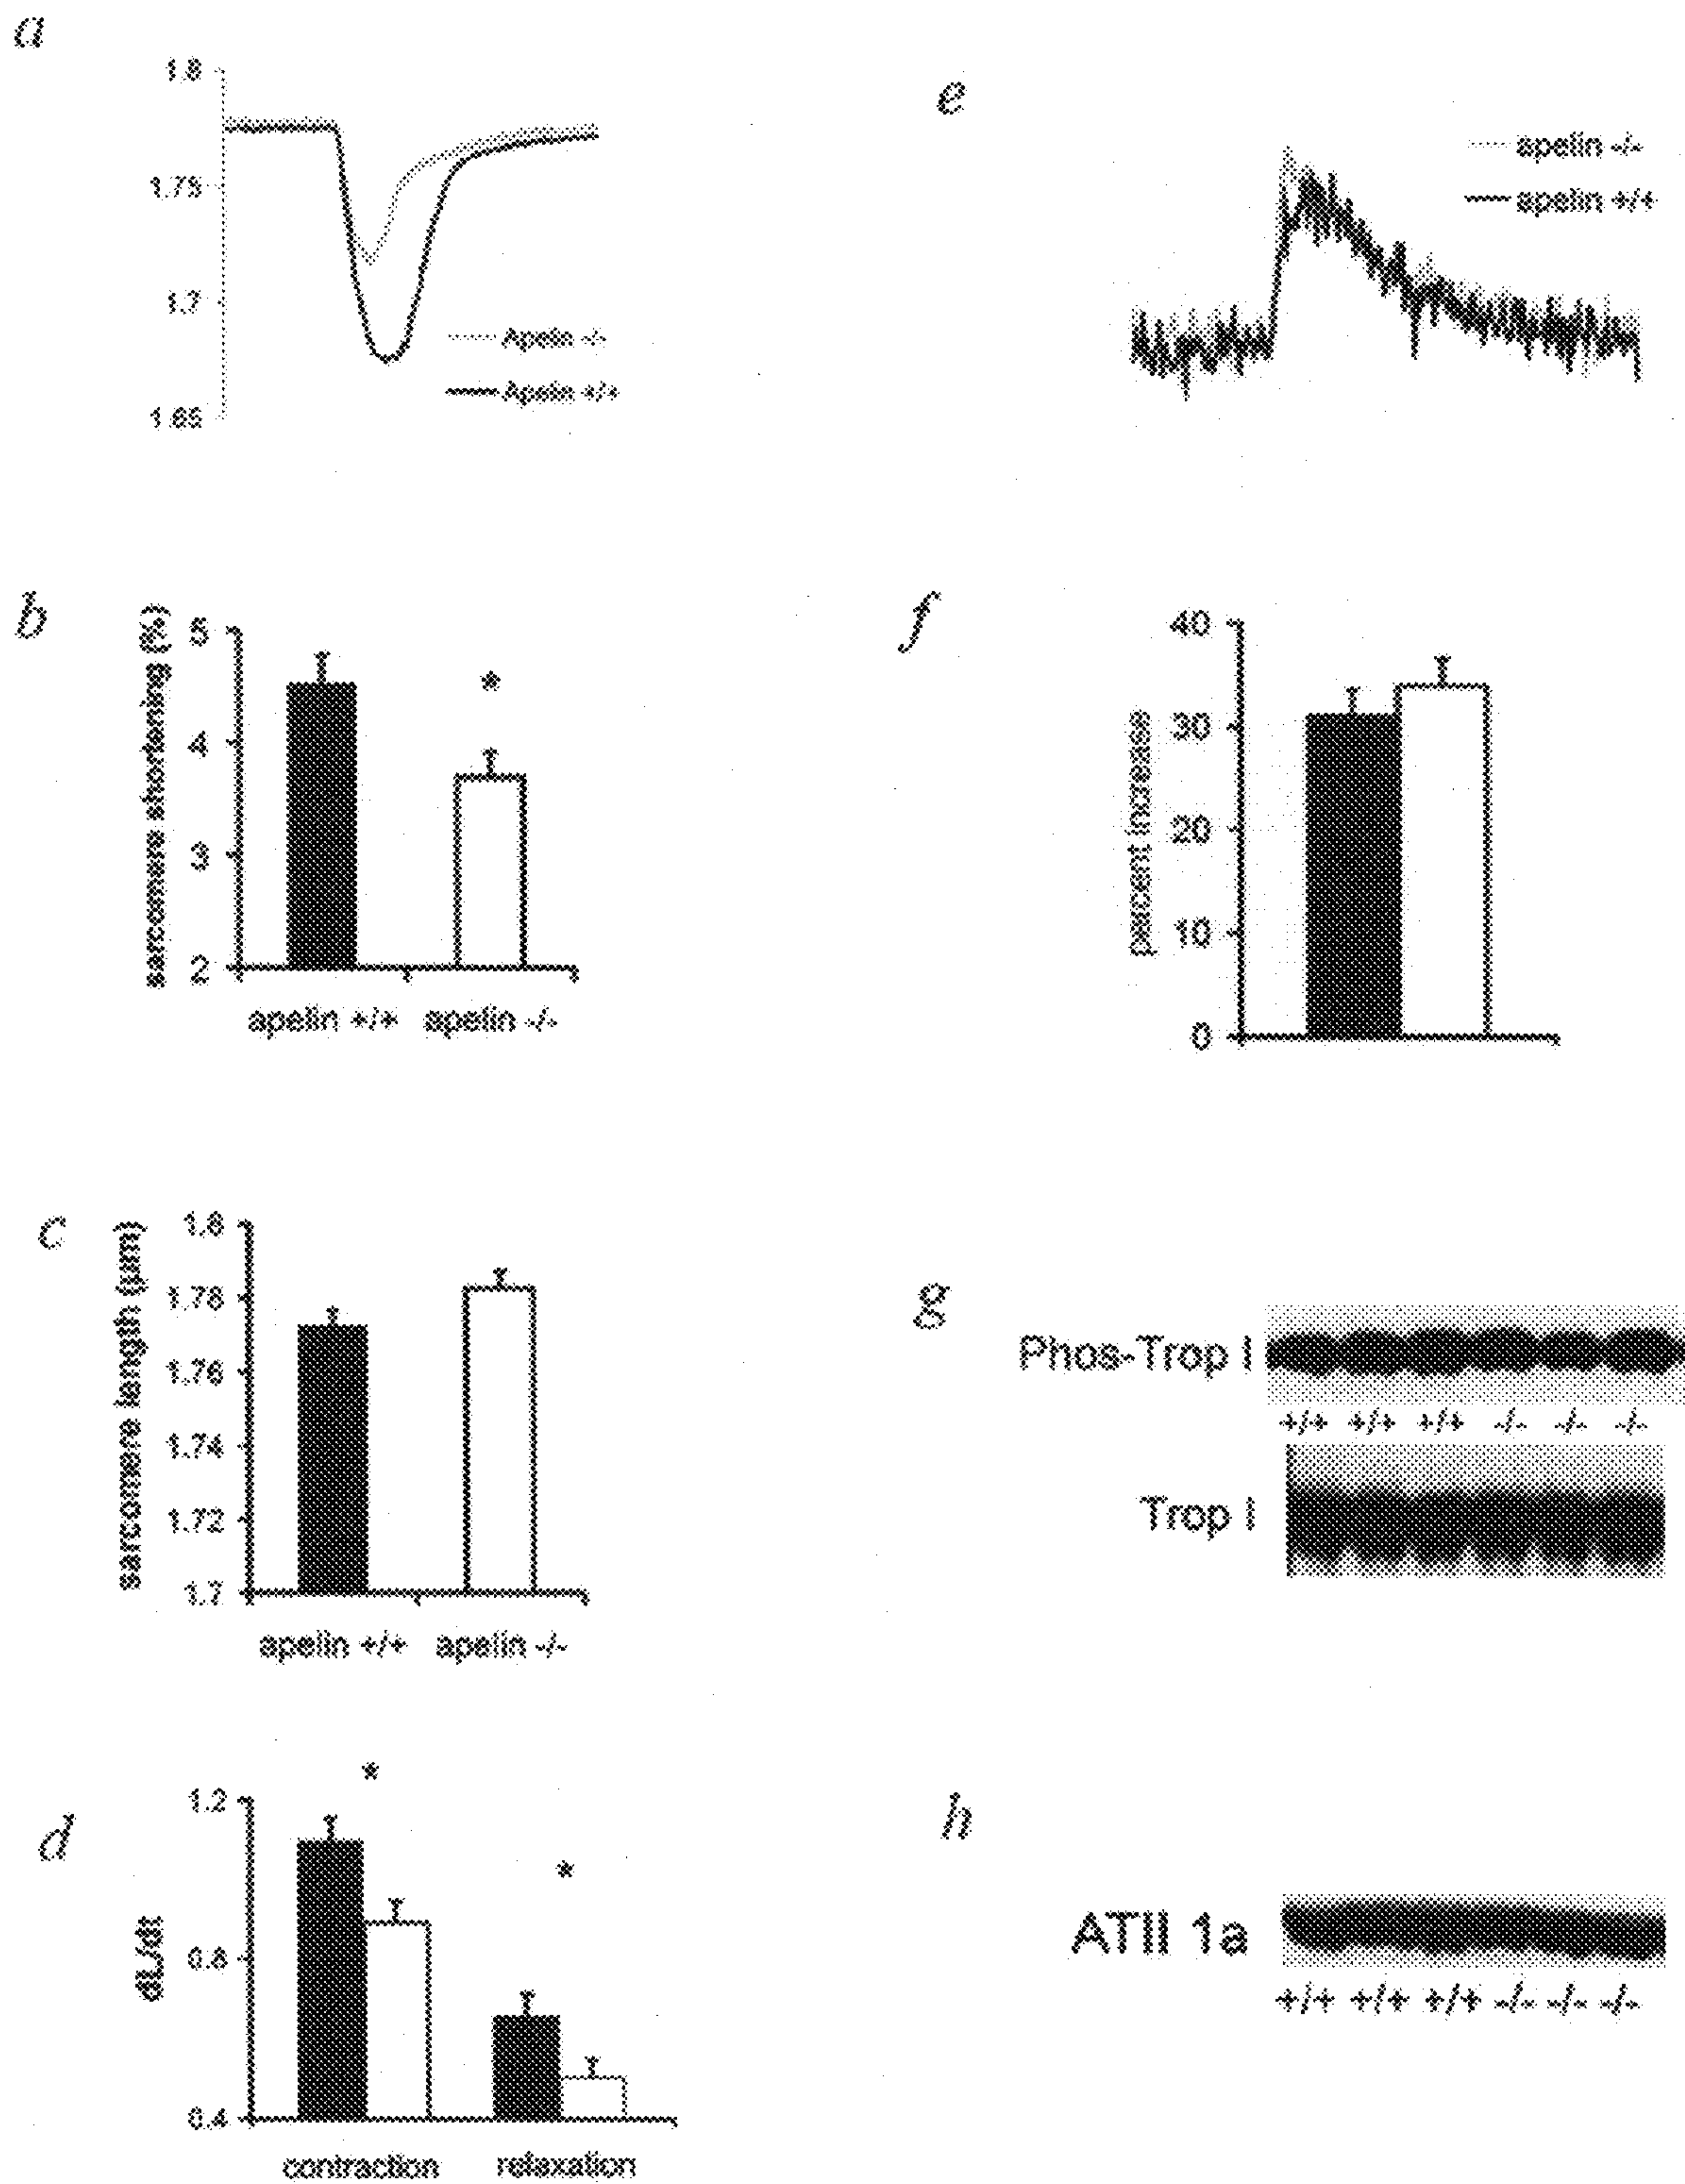 a
1.8
1.75
1.7
1.65
Apelin -/-
Apelin +/+
b
sarcomere shortening (%)
5
4
3
2
*
apelin +/+ apelin -/-
c
sarcomere length (µm)
1.8
1.78
1.76
1.74
1.72
1.7
apelin +/+ apelin -/-
d
dL/dt
1.2
0.8
0.4
*
*
contraction relaxation
e
apelin -/-
apelin +/+
f
percent increase
40
30
20
10
0
g
Phos-Trop I
+/+ +/+ +/+ -/- -/- -/-
Trop I
h
ATII 1a
+/+ +/+ +/+ -/- -/- -/-